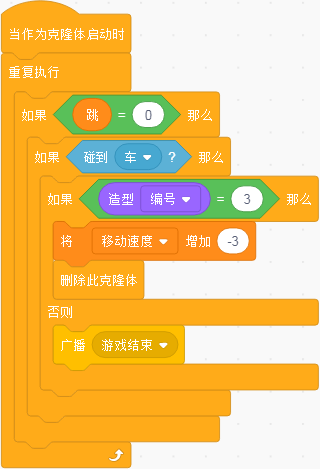 当作为克隆体启动时
重复执行
如果 跳 = 0 那么
如果 碰到 车 ? 那么
如果 造型 编号 = 3 那么
将 移动速度 增加 -3
删除此克隆体
否则
广播 游戏结束